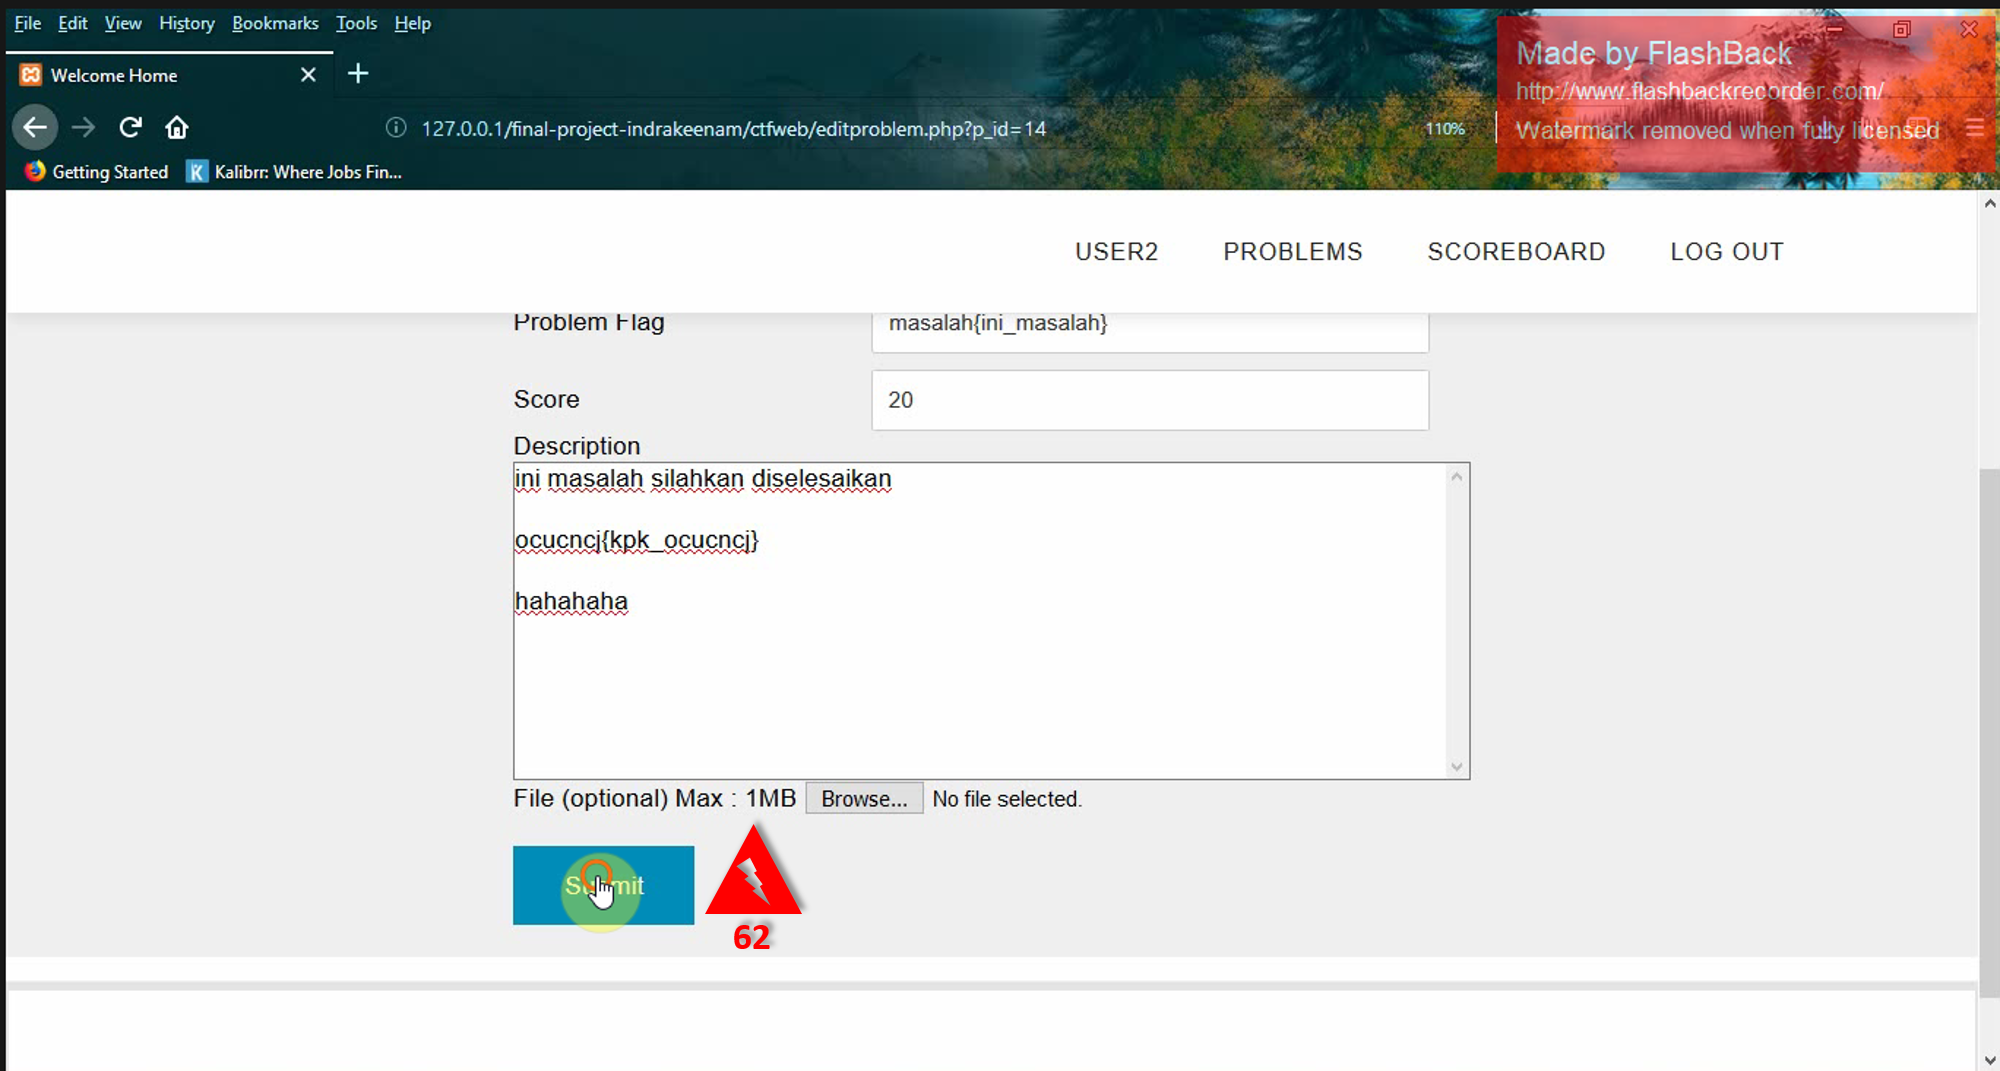 File Edit View History Bookmarks Tools Help
Made by FlashBack
Welcome Home
http://www.flashbackrecorder.com/
127.0.0.1/final-project-indrakeenam/ctfweb/editproblem.php?p_id=14
110%
Watermark removed when fully licensed
Getting Started
Kalibrr: Where Jobs Fin...
USER2 PROBLEMS SCOREBOARD LOG OUT
Problem Flag masalah{ini_masalah}
Score 20
Description
ini masalah silahkan diselesaikan
ocucncj{kpk_ocucncj}
hahahaha
File (optional) Max : 1MB Browse... No file selected.
Submit
62